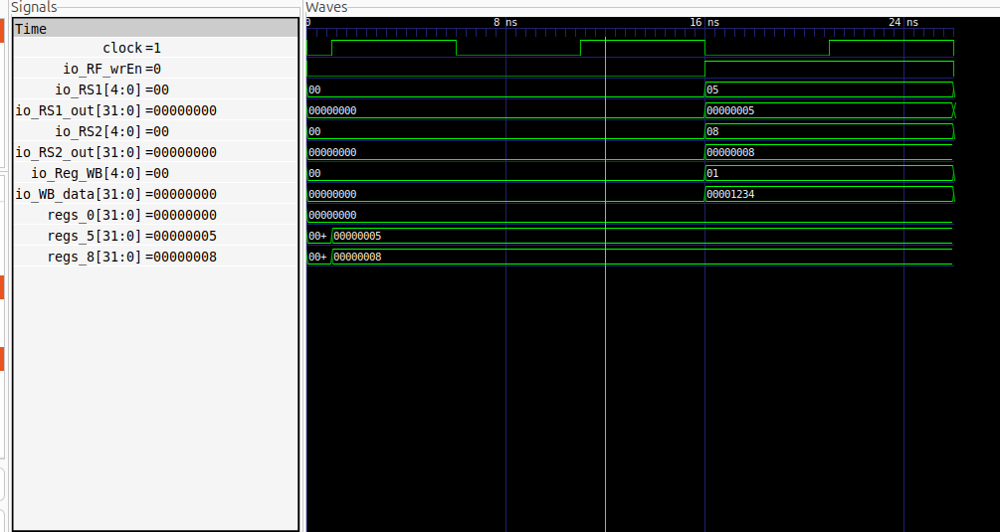 Signals Waves
Time 0 8 ns 16 ns 24 ns
clock =1
io_RF_wrEn =0
io_RS1[4:0] =00 00 05
io_RS1_out[31:0] =00000000 00000000 00000005
io_RS2[4:0] =00 00 08
io_RS2_out[31:0] =00000000 00000000 00000008
io_Reg_WB[4:0] =00 00 01
io_WB_data[31:0] =00000000 00000000 00001234
regs_0[31:0] =00000000 00000000
regs_5[31:0] =00000005 00+ 00000005
regs_8[31:0] =00000008 00+ 00000008